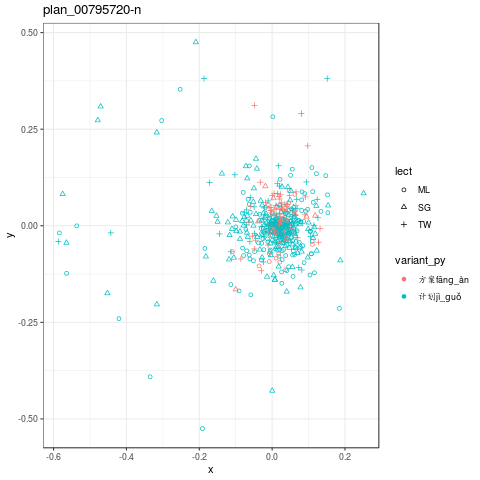 plan_00795720-n
0.50
0.25
0.00
-0.25
-0.50
y
-0.6
-0.4
-0.2
0.0
0.2
x
lect
ML
SG
TW
variant_py
方案fāng_àn
计划jì_guǒ